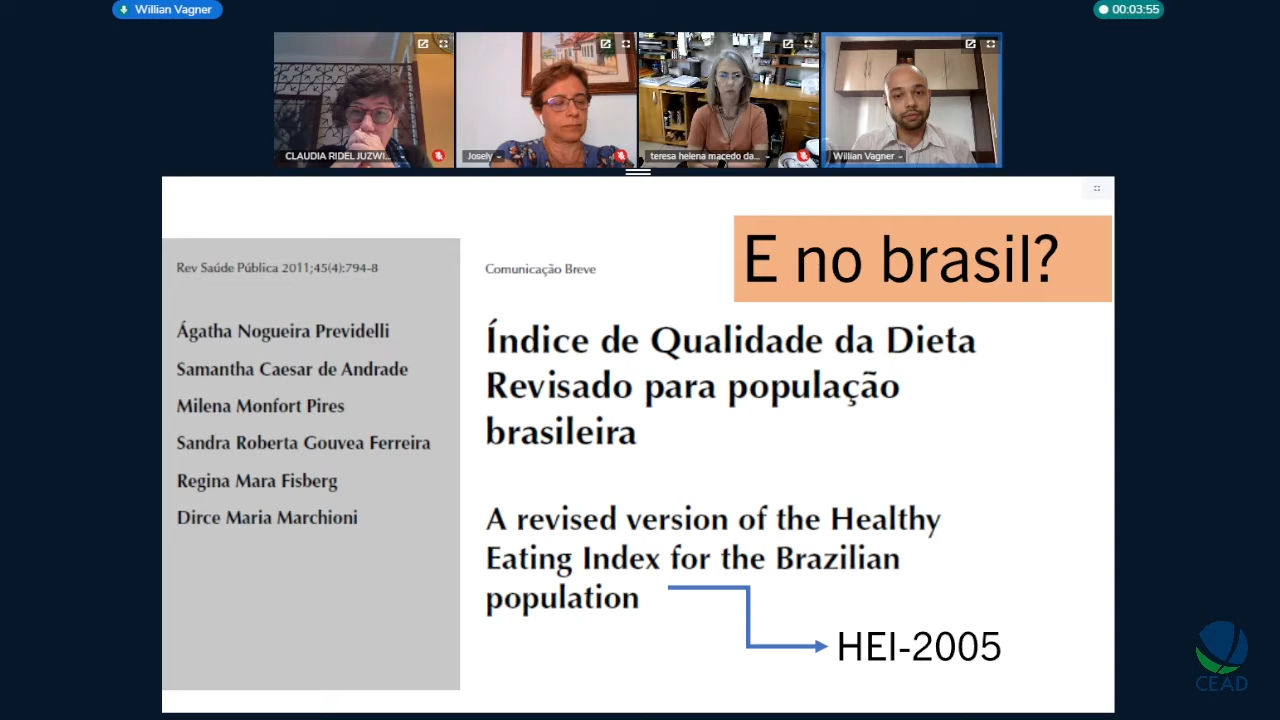 Willian Vagner
00:03:55
CLAUDIA RIDEL JUZWI...
Josely
teresa helena macedo da...
Willian Vagner
E no brasil?
Rev Saúde Pública 2011;45(4):794-8
Ágatha Nogueira Previdelli
Samantha Caesar de Andrade
Milena Monfort Pires
Sandra Roberta Gouvea Ferreira
Regina Mara Fisberg
Dirce Maria Marchioni
Comunicação Breve
Índice de Qualidade da Dieta
Revisado para população
brasileira
A revised version of the Healthy
Eating Index for the Brazilian
population
HEI-2005
CEAD